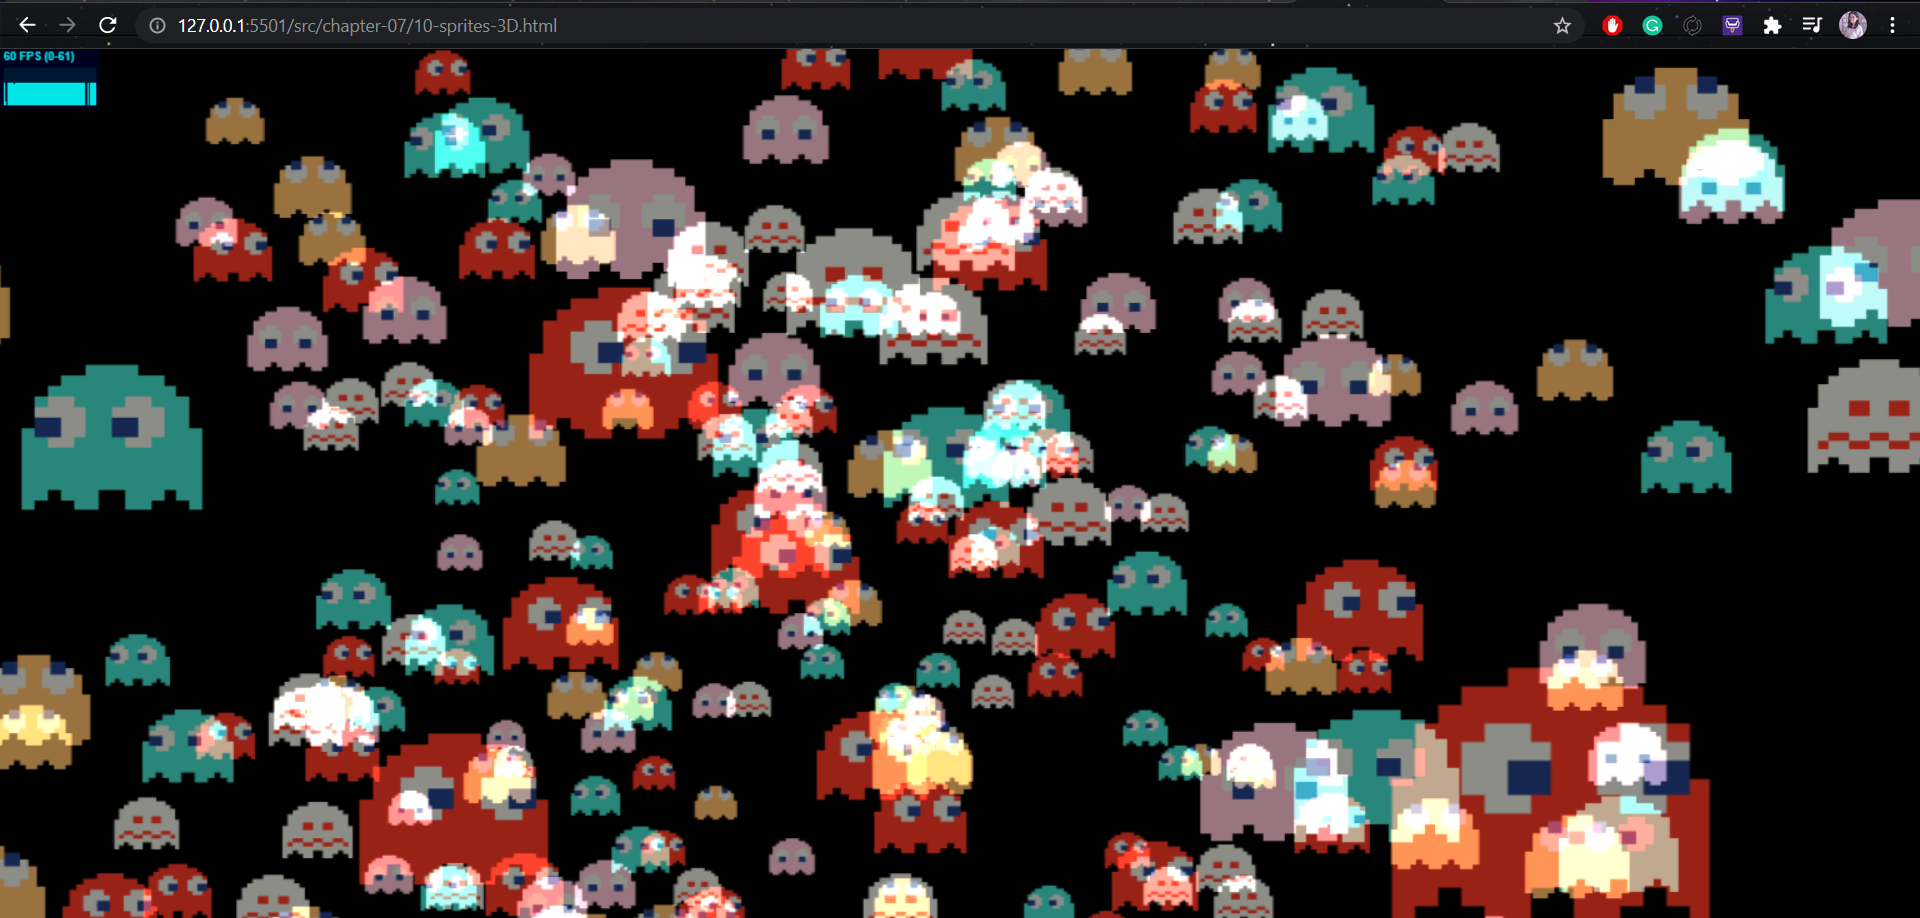 127.0.0.1:5501/src/chapter-07/10-sprites-3D.html
60 FPS (0-61)